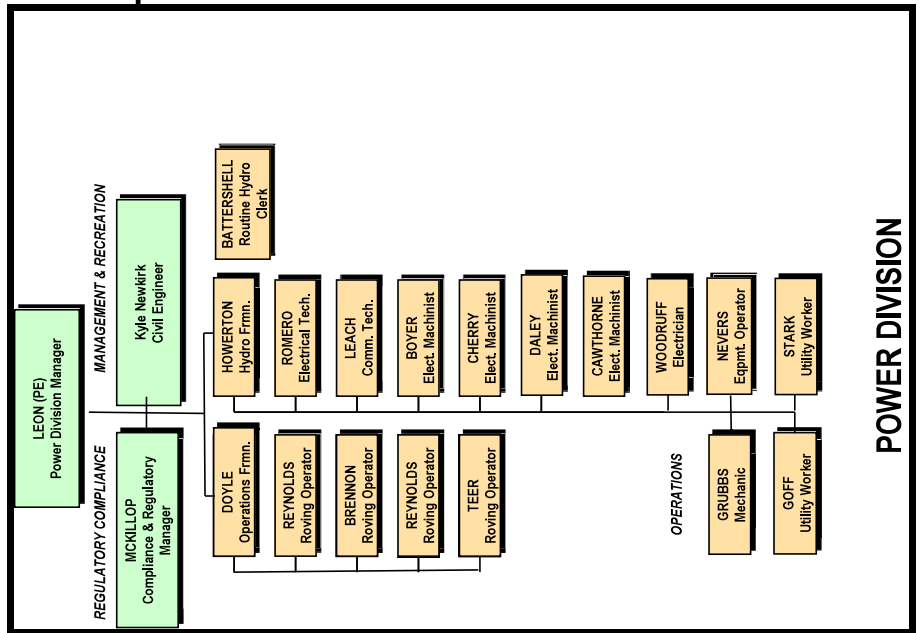 LEON (PE)
Power Division Manager
REGULATORY COMPLIANCE
MANAGEMENT & RECREATION
MCKILLOP
Compliance & Regulatory
Manager
Kyle Newkirk
Civil Engineer
DOYLE
Operations Frmn.
HOWERTON
Hydro Frmn.
BATTERSHELL
Routine Hydro
Clerk
REYNOLDS
Roving Operator
ROMERO
Electrical Tech.
BRENNON
Roving Operator
LEACH
Comm. Tech.
REYNOLDS
Roving Operator
BOYER
Elect. Machinist
TEER
Roving Operator
CHERRY
Elect. Machinist
DALEY
Elect. Machinist
CAWTHORNE
Elect. Machinist
OPERATIONS
WOODRUFF
Electrician
GRUBBS
Mechanic
NEVERS
Eqpmt. Operator
GOFF
Utility Worker
STARK
Utility Worker
POWER DIVISION